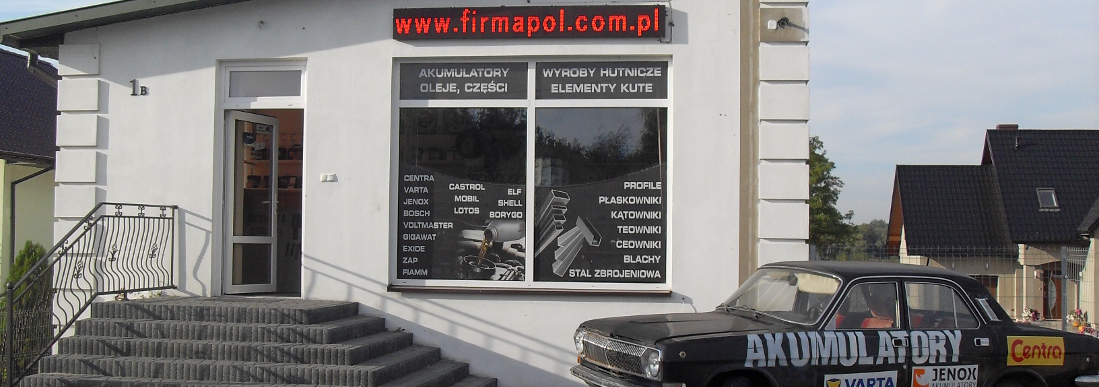 www.firmapol.com.pl
AKUMULATORY
OLEJE, CZĘŚCI
WYROBY HUTNICZE
ELEMENTY KUTE
1B
CENTRA
VARTA
JENOX
BOSCH
VOLTMASTER
GIGAWAT
EXIDE
ZAP
FIAMM
CASTROL
MOBIL
LOTOS
ELF
SHELL
BORYGO
PROFILE
PŁASKOWNIKI
KĄTOWNIKI
TEOWNIKI
CEOWNIKI
BLACHY
STAL ZBROJENIOWA
AKUMULATORY
Centra
VARTA
JENOX
AKUMULATORY